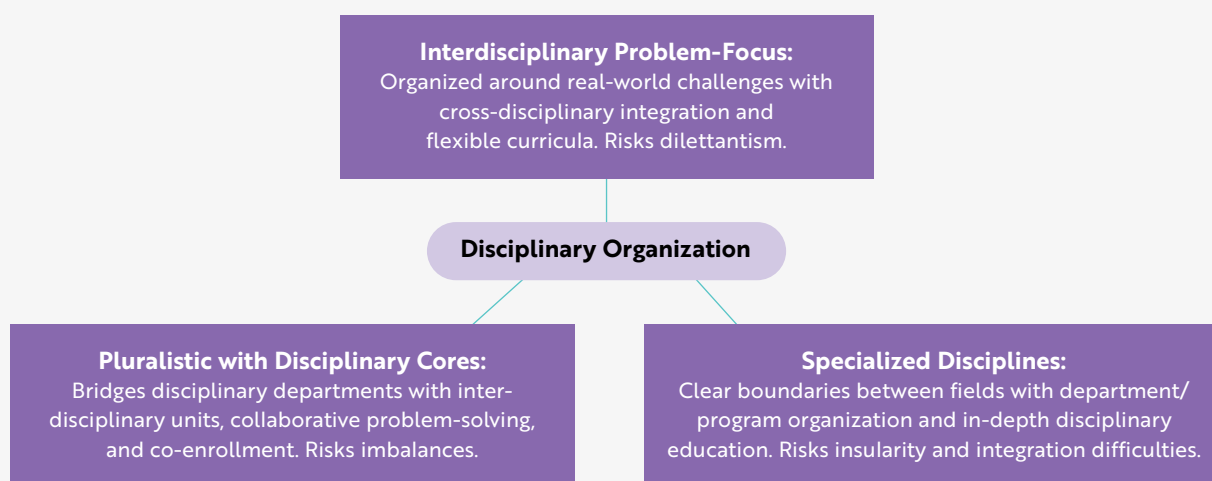 Interdisciplinary Problem-Focus:
Organized around real-world challenges with
cross-disciplinary integration and
flexible curricula. Risks dilettantism.
Disciplinary Organization
Pluralistic with Disciplinary Cores:
Bridges disciplinary departments with inter-
disciplinary units, collaborative problem-solving,
and co-enrollment. Risks imbalances.
Specialized Disciplines:
Clear boundaries between fields with department/
program organization and in-depth disciplinary
education. Risks insularity and integration difficulties.